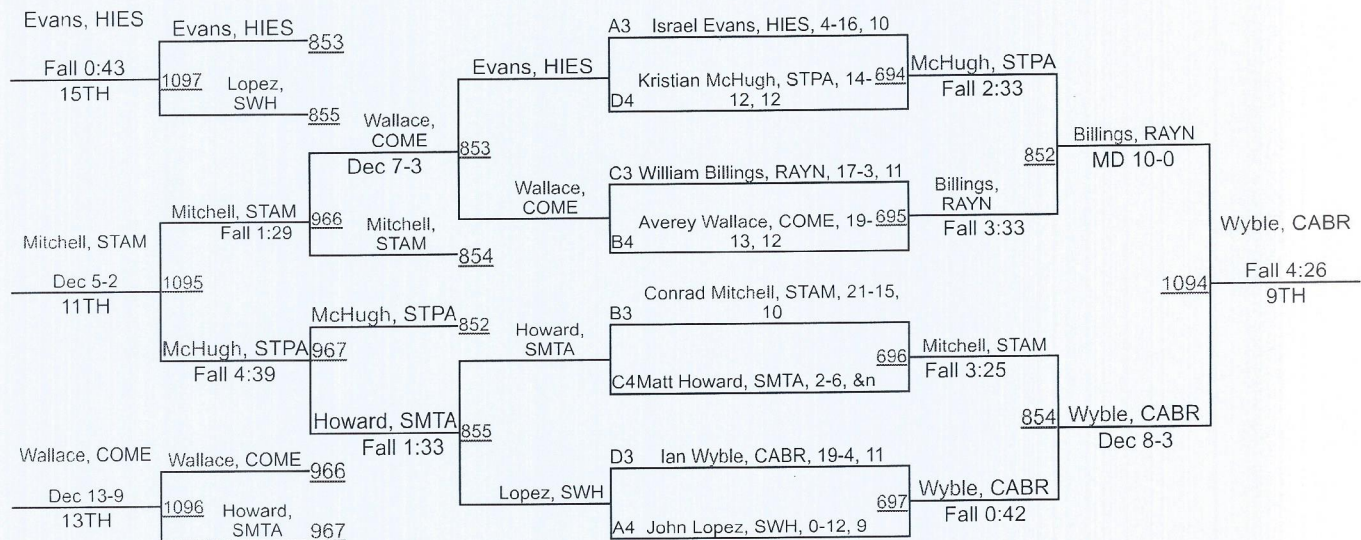 Evans, HIES
Fall 0:43
15TH
Evans, HIES
853
1097
Lopez,
SWH
855
Mitchell, STAM
Dec 5-2
11TH
Mitchell, STAM
Fall 1:29
1095
McHugh, STPA
Fall 4:39
Wallace,
COME
Dec 7-3
966
Mitchell,
STAM
854
McHugh, STPA
852
967
Howard, SMTA
Fall 1:33
Wallace, COME
Dec 13-9
13TH
Wallace, COME
966
1096
Howard,
SMTA
967
Evans, HIES
853
Wallace,
COME
Howard,
SMTA
855
Lopez, SWH
A3 Israel Evans, HIES, 4-16, 10
Kristian McHugh, STPA, 14-
12, 12
D4
694
McHugh, STPA
Fall 2:33
C3 William Billings, RAYN, 17-3, 11
Averey Wallace, COME, 19-
13, 12
B4
695
Billings,
RAYN
Fall 3:33
Conrad Mitchell, STAM, 21-15,
10
B3
C4 Matt Howard, SMTA, 2-6, &n
696
Mitchell, STAM
Fall 3:25
D3 Ian Wyble, CABR, 19-4, 11
A4 John Lopez, SWH, 0-12, 9
697
Wyble, CABR
Fall 0:42
852
Billings, RAYN
MD 10-0
854
Wyble, CABR
Dec 8-3
1094
Wyble, CABR
Fall 4:26
9TH